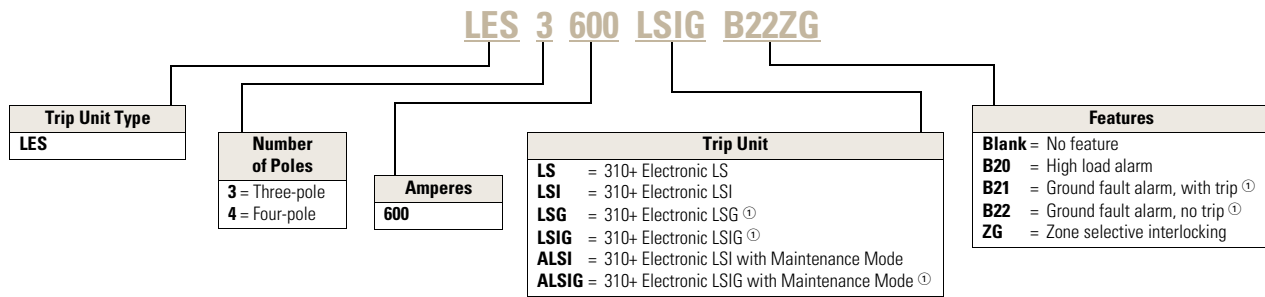 LES 3 600 LSIG B22ZG
Trip Unit Type
LES
Number
of Poles
3 = Three-pole
4 = Four-pole
Amperes
600
Trip Unit
LS = 310+ Electronic LS
LSI = 310+ Electronic LSI
LSG = 310+ Electronic LSG ①
LSIG = 310+ Electronic LSIG ①
ALSI = 310+ Electronic LSI with Maintenance Mode
ALSIG = 310+ Electronic LSIG with Maintenance Mode ①
Features
Blank = No feature
B20 = High load alarm
B21 = Ground fault alarm, with trip ①
B22 = Ground fault alarm, no trip ①
ZG = Zone selective interlocking